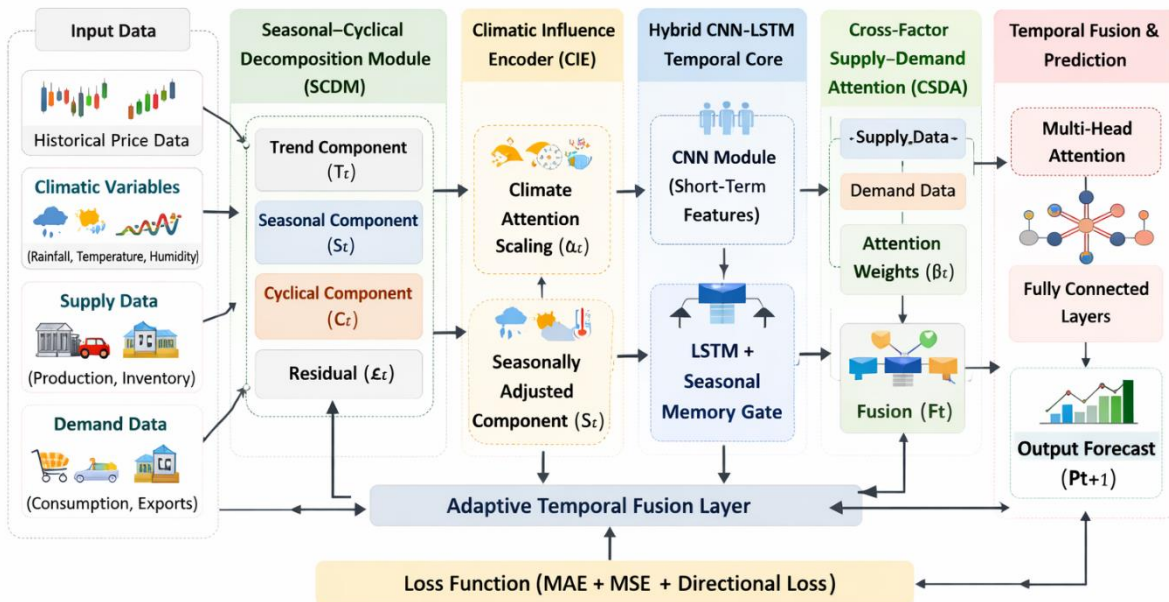 Input Data
Historical Price Data
Climatic Variables
(Rainfall, Temperature, Humidity)
Supply Data
(Production, Inventory)
Demand Data
(Consumption, Exports)
Seasonal–Cyclical
Decomposition Module
(SCDM)
Trend Component
(Tₜ)
Seasonal Component
(Sₜ)
Cyclical Component
(Cₜ)
Residual (£ₜ)
Climatic Influence
Encoder (CIE)
Climate
Attention
Scaling (αₜ)
Seasonally
Adjusted
Component (Sₜ)
Hybrid CNN-LSTM
Temporal Core
CNN Module
(Short-Term
Features)
LSTM +
Seasonal
Memory Gate
Cross-Factor
Supply–Demand
Attention (CSDA)
Supply Data
Demand Data
Attention
Weights (βₜ)
Fusion (Ft)
Temporal Fusion &
Prediction
Multi-Head
Attention
Fully Connected
Layers
Output Forecast
(Pt+1)
Adaptive Temporal Fusion Layer
Loss Function (MAE + MSE + Directional Loss)